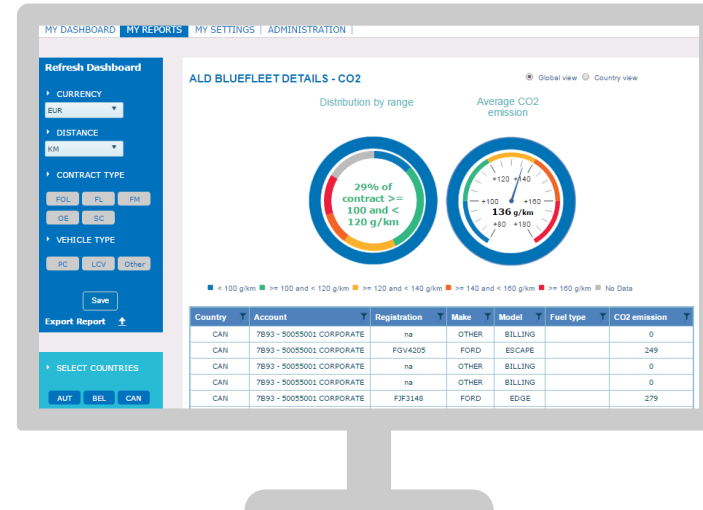 MY DASHBOARD MY REPORTS MY SETTINGS | ADMINISTRATION |
Refresh Dashboard
CURRENCY
EUR
DISTANCE
KM
CONTRACT TYPE
FOL FL FM
OE SC
VEHICLE TYPE
PC LCV Other
Save
Export Report
SELECT COUNTRIES
AUT BEL CAN
ALD BLUEFLEET DETAILS - CO2
Global view Country view
Distribution by range
Average CO2
emission
29% of
contract >=
100 and <
120 g/km
+120 +140
+100 +160
136 g/km
+80 +180
< 100 g/km >= 100 and < 120 g/km >= 120 and < 140 g/km >= 140 and < 160 g/km >= 160 g/km No Data
Country Account Registration Make Model Fuel type CO2 emission
CAN 7B93 - 50055001 CORPORATE na OTHER BILLING 0
CAN 7B93 - 50055001 CORPORATE FGV4205 FORD ESCAPE 249
CAN 7B93 - 50055001 CORPORATE na OTHER BILLING 0
CAN 7B93 - 50055001 CORPORATE na OTHER BILLING 0
CAN 7B93 - 50055001 CORPORATE FJF3148 FORD EDGE 279